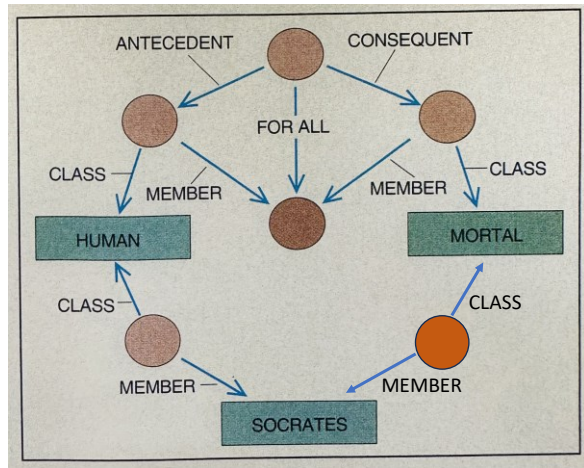 ANTECEDENT
CONSEQUENT
FOR ALL
CLASS
MEMBER
MEMBER
CLASS
HUMAN
MORTAL
CLASS
CLASS
MEMBER
MEMBER
SOCRATES